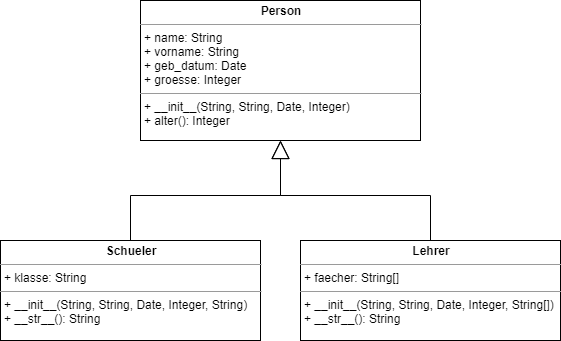 Person
+ name: String
+ vorname: String
+ geb_datum: Date
+ groesse: Integer
+ __init__(String, String, Date, Integer)
+ alter(): Integer
Schueler
+ klasse: String
+ __init__(String, String, Date, Integer, String)
+ __str__(): String
Lehrer
+ faecher: String[]
+ __init__(String, String, Date, Integer, String[])
+ __str__(): String